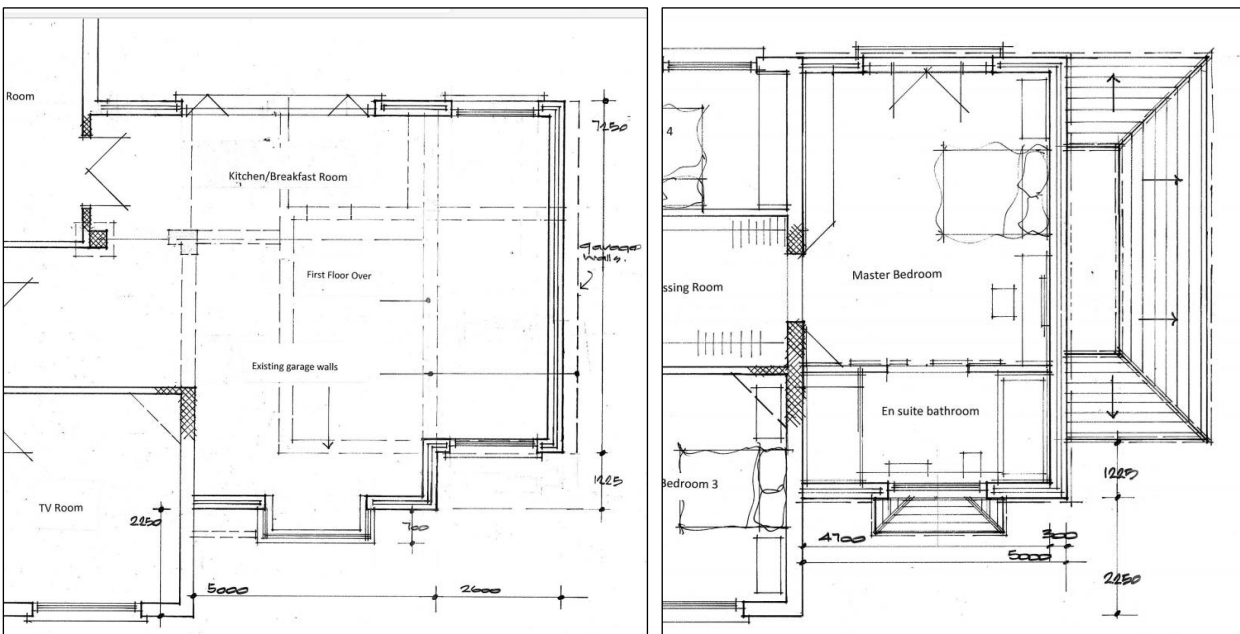 Room
7250
Kitchen/Breakfast Room
garage
walls.
First Floor Over
Existing garage walls
1225
TV Room
2250
700
5000
2600
4
ssing Room
Master Bedroom
En suite bathroom
Bedroom 3
1225
4700
300
5000
2250